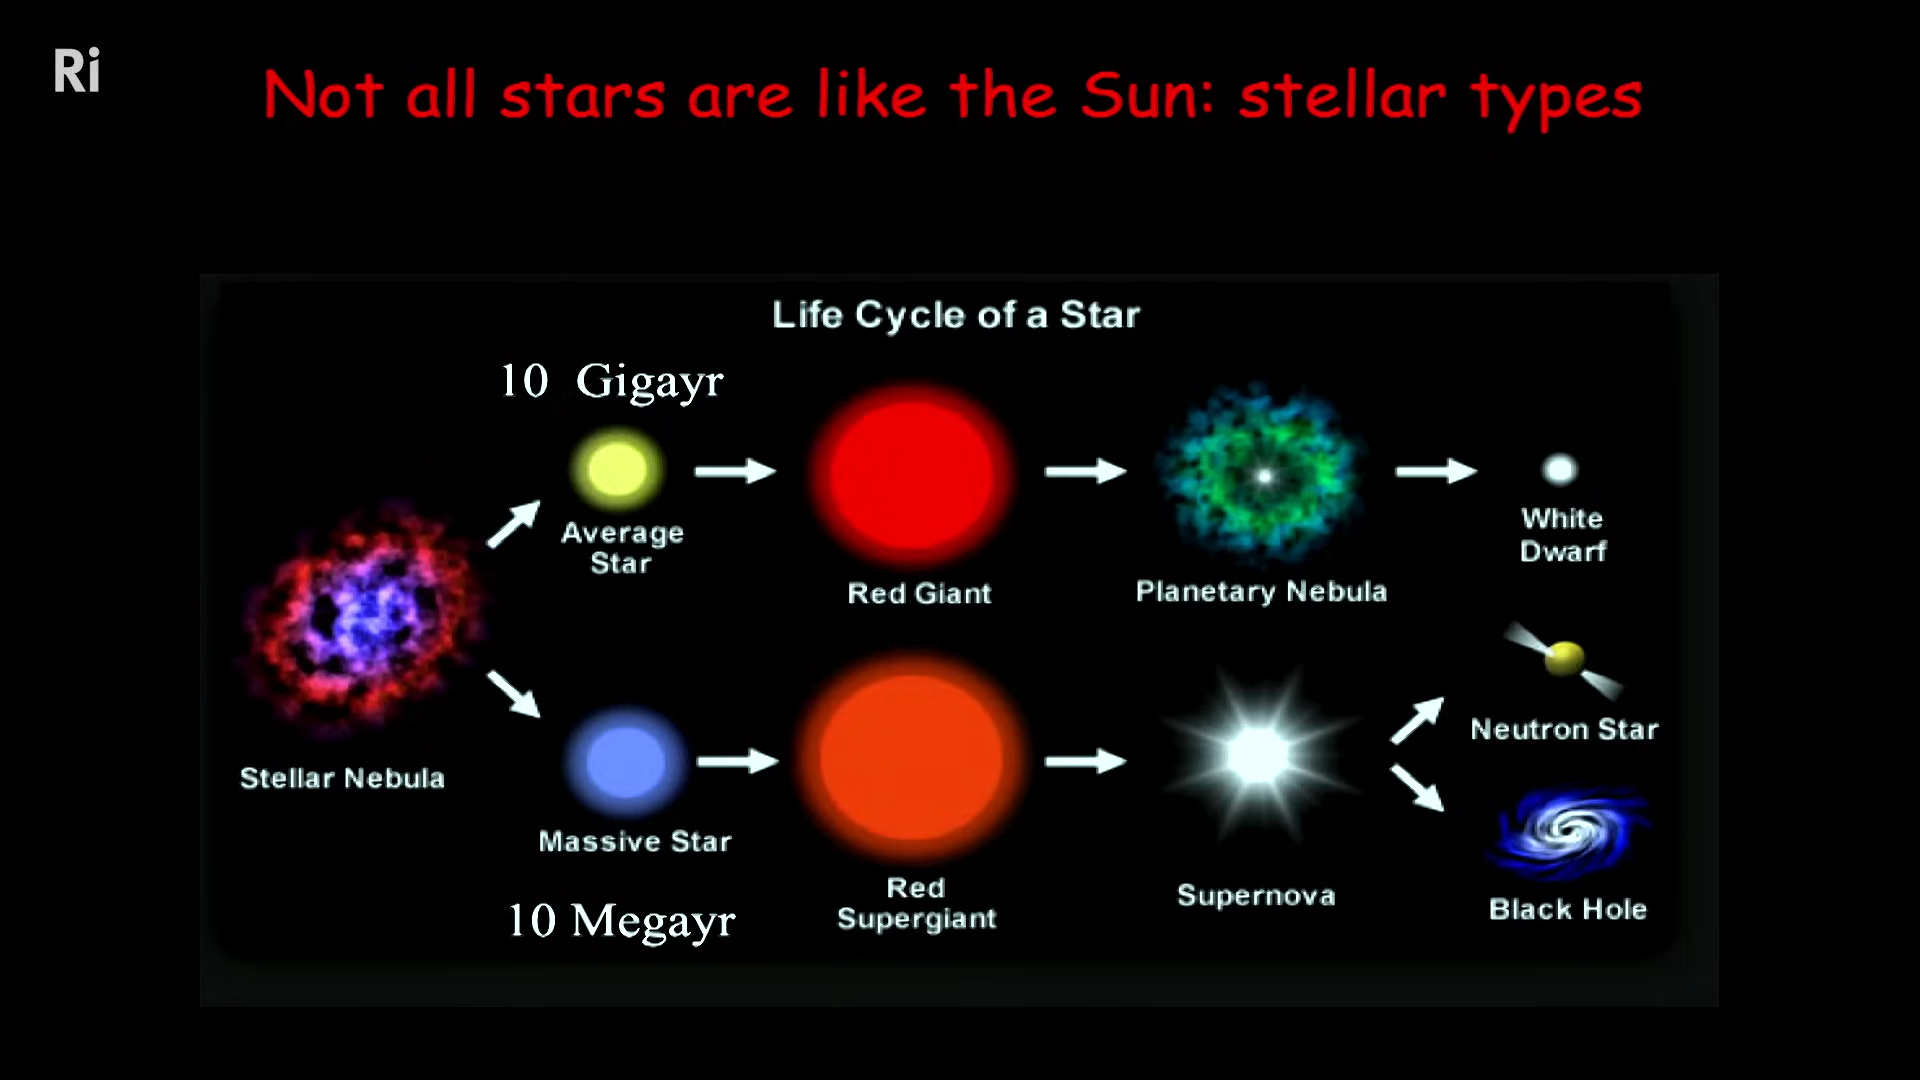 Ri
Not all stars are like the Sun: stellar types
Life Cycle of a Star
10 Gigayr
Average
Star
Red Giant
Planetary Nebula
White
Dwarf
Stellar Nebula
Massive Star
10 Megayr
Red
Supergiant
Supernova
Neutron Star
Black Hole